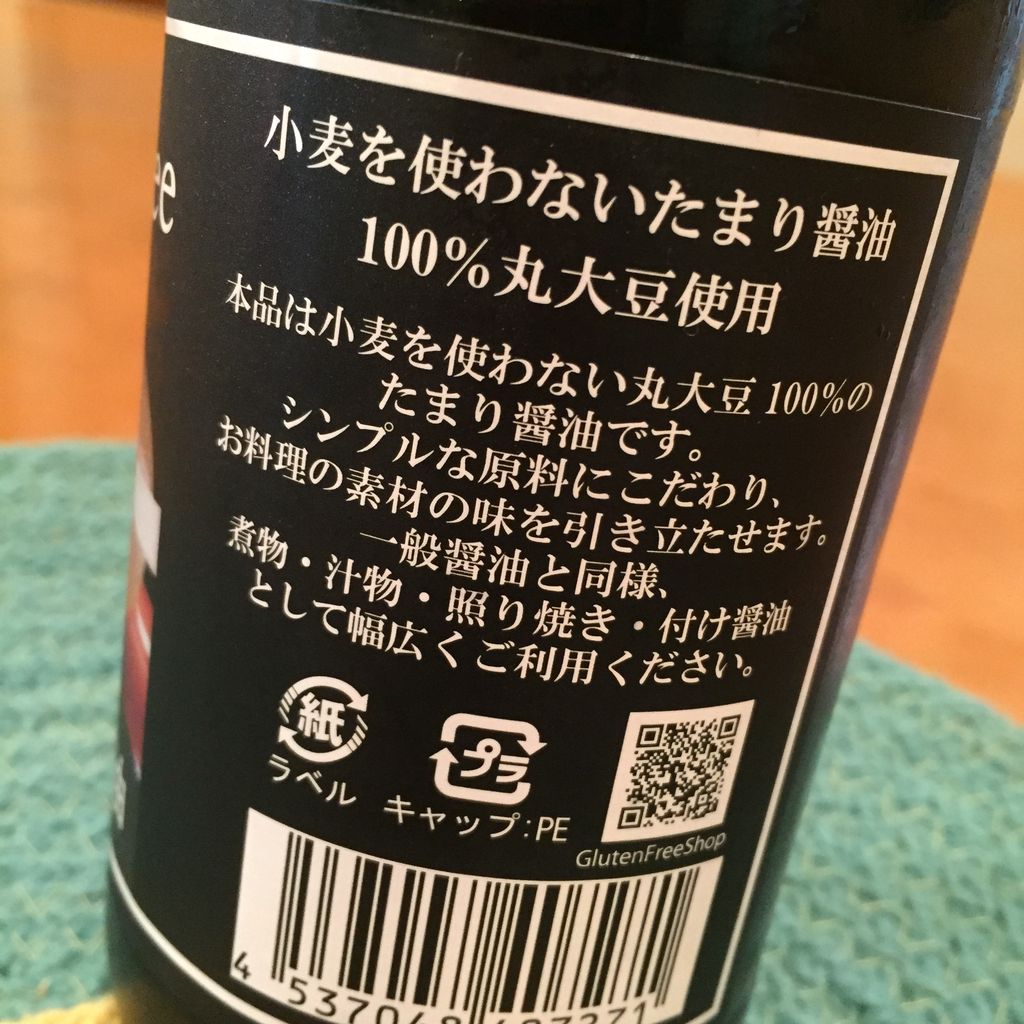 小麦を使わないたまり醤油
100%丸大豆使用
本品は小麦を使わない丸大豆100%の
たまり醤油です。
シンプルな原料にこだわり、
お料理の素材の味を引き立たせます。
一般醤油と同様、
煮物・汁物・照り焼き・付け醤油
として幅広くご利用ください。
紙
ラベル
プラ
キャップ:PE
GlutenFreeShop
ee